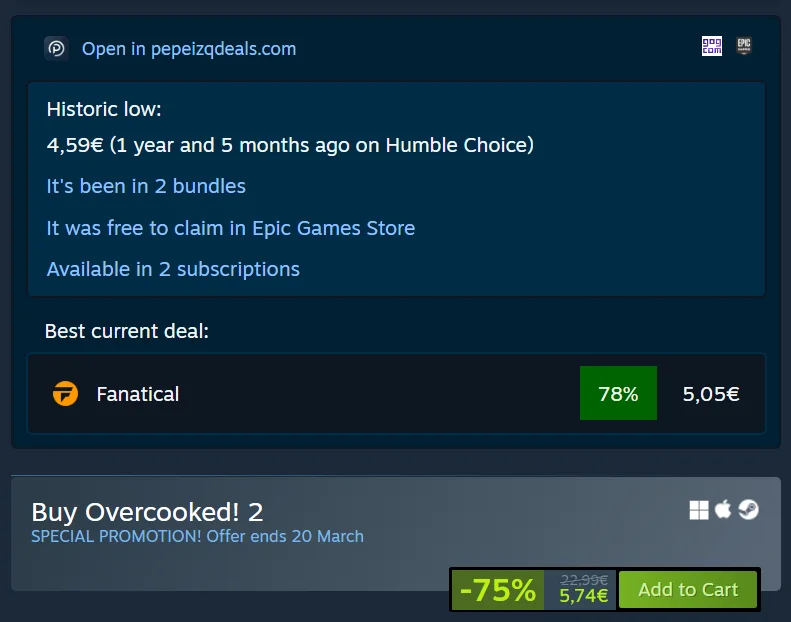 Open in pepeizqdeals.com
gog
com
EPIC
GAMES
Historic low:
4,59€ (1 year and 5 months ago on Humble Choice)
It's been in 2 bundles
It was free to claim in Epic Games Store
Available in 2 subscriptions
Best current deal:
Fanatical 78% 5,05€
Buy Overcooked! 2
SPECIAL PROMOTION! Offer ends 20 March
-75% 22,99€ 5,74€ Add to Cart